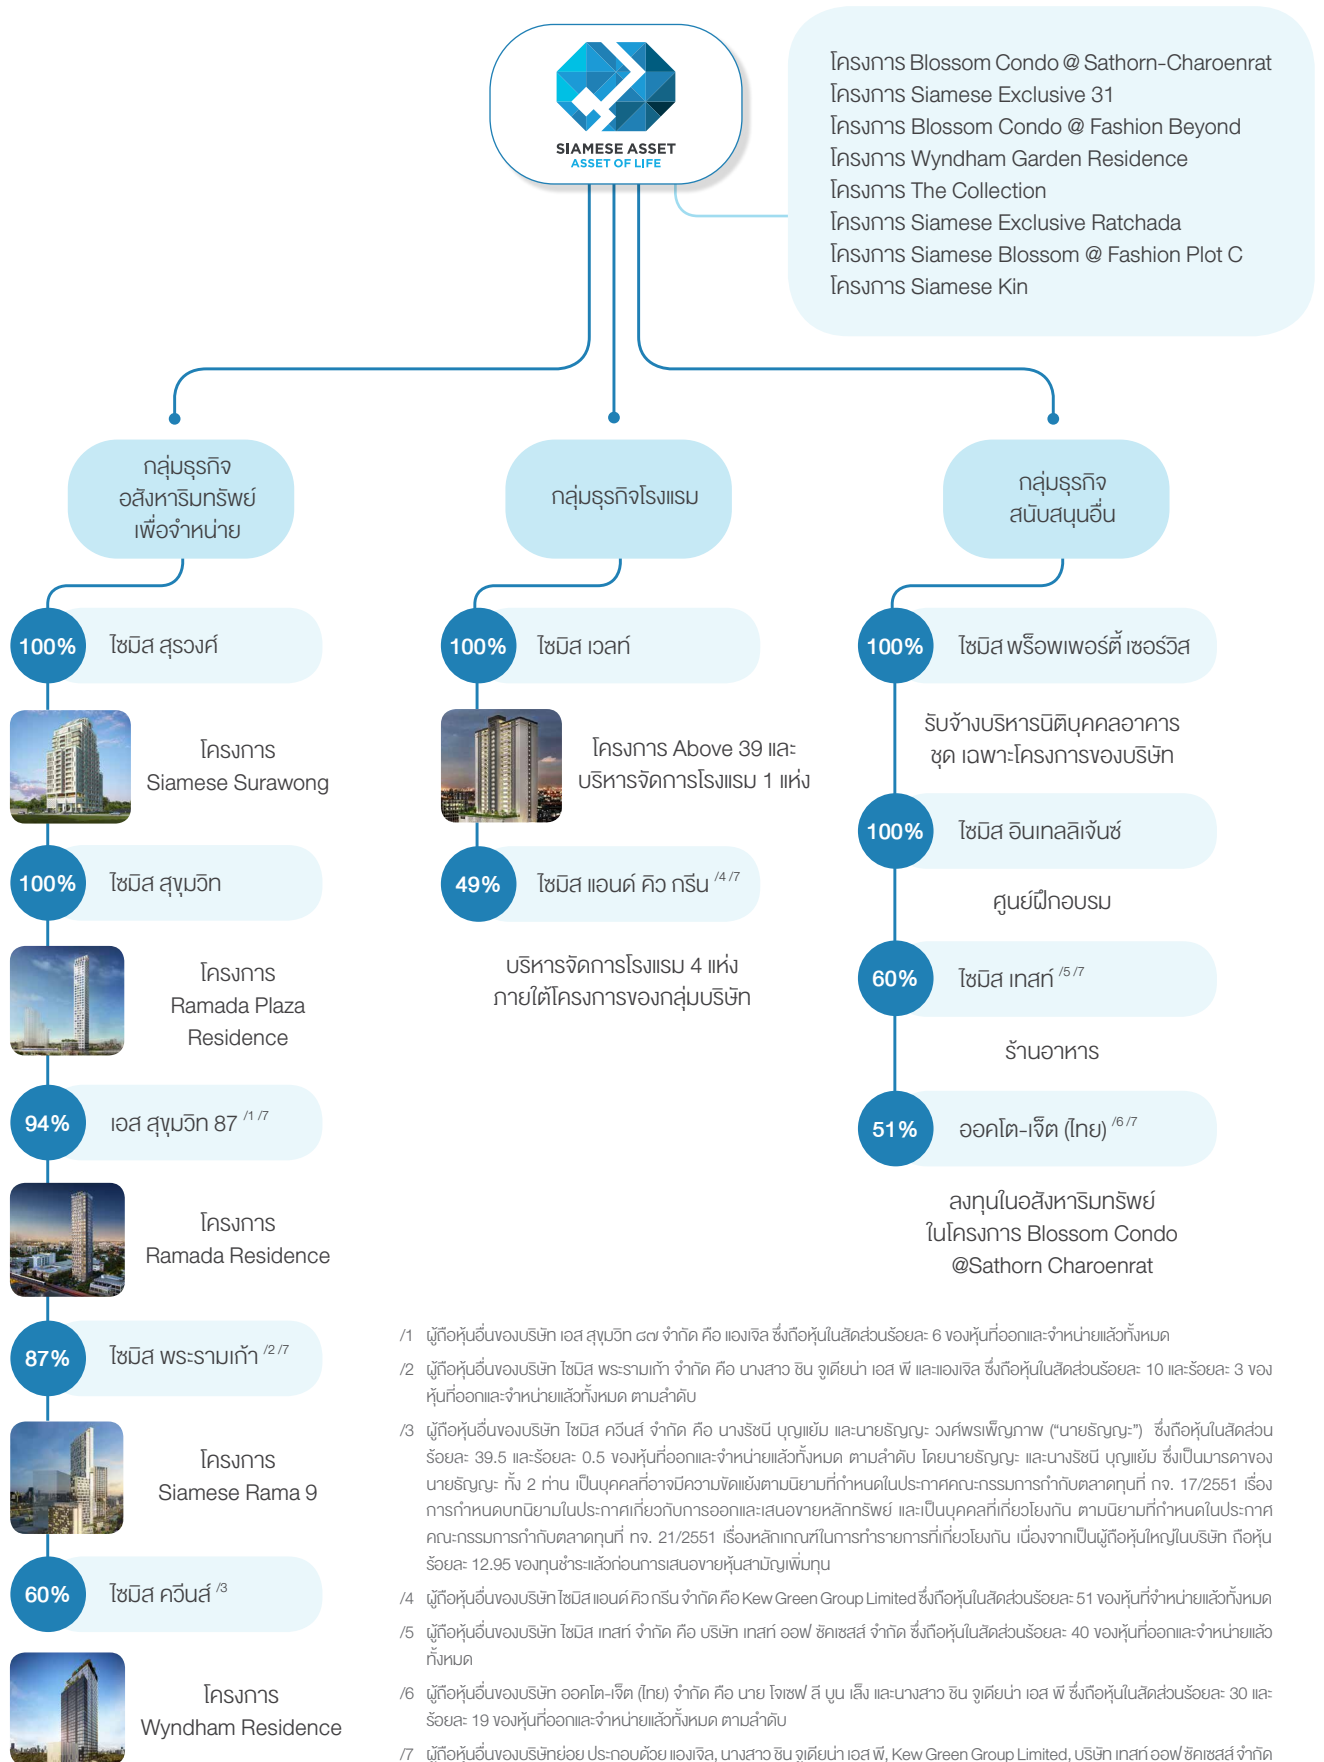 SIAMESE ASSET
ASSET OF LIFE
โครงการ Blossom Condo @ Sathorn-Charoenrat
โครงการ Siamese Exclusive 31
โครงการ Blossom Condo @ Fashion Beyond
โครงการ Wyndham Garden Residence
โครงการ The Collection
โครงการ Siamese Exclusive Ratchada
โครงการ Siamese Blossom @ Fashion Plot C
โครงการ Siamese Kin
กลุ่มธุรกิจ
อสังหาริมทรัพย์
เพื่อจำหน่าย
100% ไซมิส สุรวงศ์
โครงการ
Siamese Surawong
100% ไซมิส สุขุมวิท
โครงการ
Ramada Plaza
Residence
94% เอส สุขุมวิท 87 /1 /7
โครงการ
Ramada Residence
87% ไซมิส พระรามเก้า /2 /7
โครงการ
Siamese Rama 9
60% ไซมิส ควีนส์ /3
โครงการ
Wyndham Residence
กลุ่มธุรกิจโรงแรม
100% ไซมิส เวลท์
โครงการ Above 39 และ
บริหารจัดการโรงแรม 1 แห่ง
49% ไซมิส แอนด์ คิว กรีน /4 /7
บริหารจัดการโรงแรม 4 แห่ง
ภายใต้โครงการของกลุ่มบริษัท
กลุ่มธุรกิจ
สนับสนุนอื่น
100% ไซมิส พร็อพเพอร์ตี้ เซอร์วิส
รับจ้างบริหารนิติบุคคลอาคาร
ชุด เฉพาะโครงการของบริษัท
100% ไซมิส อินเทลลิเจ้นซ์
ศูนย์ฝึกอบรม
60% ไซมิส เทสท์ /5 /7
ร้านอาหาร
51% ออคโต-เจ็ต (ไทย) /6 /7
ลงทุนในอสังหาริมทรัพย์
ในโครงการ Blossom Condo
@Sathorn Charoenrat
/1 ผู้ถือหุ้นอื่นของบริษัท เอส สุขุมวิท ๘๗ จำกัด คือ แองเจิล ซึ่งถือหุ้นในสัดส่วนร้อยละ 6 ของหุ้นที่ออกและจำหน่ายแล้วทั้งหมด
/2 ผู้ถือหุ้นอื่นของบริษัท ไซมิส พระรามเก้า จำกัด คือ นางสาว ชิน จูเดียน่า เอส พี และแองเจิล ซึ่งถือหุ้นในสัดส่วนร้อยละ 10 และร้อยละ 3 ของ
หุ้นที่ออกและจำหน่ายแล้วทั้งหมด ตามลำดับ
/3 ผู้ถือหุ้นอื่นของบริษัท ไซมิส ควีนส์ จำกัด คือ นางรัชนี บุญแย้ม และนายธัญญะ วงศ์พรเพ็ญภาพ (“นายธัญญะ”) ซึ่งถือหุ้นในสัดส่วน
ร้อยละ 39.5 และร้อยละ 0.5 ของหุ้นที่ออกและจำหน่ายแล้วทั้งหมด ตามลำดับ โดยนายธัญญะ และนางรัชนี บุญแย้ม ซึ่งเป็นมารดาของ
นายธัญญะ ทั้ง 2 ท่าน เป็นบุคคลที่อาจมีความขัดแย้งตามนิยามที่กำหนดในประกาศคณะกรรมการกำกับตลาดทุนที่ กจ. 17/2551 เรื่อง
การกำหนดบทนิยามในประกาศเกี่ยวกับการออกและเสนอขายหลักทรัพย์ และเป็นบุคคลที่เกี่ยวโยงกัน ตามนิยามที่กำหนดในประกาศ
คณะกรรมการกำกับตลาดทุนที่ ทจ. 21/2551 เรื่องหลักเกณฑ์ในการทำรายการที่เกี่ยวโยงกัน เนื่องจากเป็นผู้ถือหุ้นใหญ่ในบริษัท ถือหุ้น
ร้อยละ 12.95 ของทุนชำระแล้วก่อนการเสนอขายหุ้นสามัญเพิ่มทุน
/4 ผู้ถือหุ้นอื่นของบริษัท ไซมิส แอนด์ คิว กรีน จำกัด คือ Kew Green Group Limited ซึ่งถือหุ้นในสัดส่วนร้อยละ 51 ของหุ้นที่จำหน่ายแล้วทั้งหมด
/5 ผู้ถือหุ้นอื่นของบริษัท ไซมิส เทสท์ จำกัด คือ บริษัท เทสท์ ออฟ ซัคเซสส์ จำกัด ซึ่งถือหุ้นในสัดส่วนร้อยละ 40 ของหุ้นที่ออกและจำหน่ายแล้ว
ทั้งหมด
/6 ผู้ถือหุ้นอื่นของบริษัท ออคโต-เจ็ต (ไทย) จำกัด คือ นาย โจเซฟ ลี บูน เล็ง และนางสาว ชิน จูเดียน่า เอส พี ซึ่งถือหุ้นในสัดส่วนร้อยละ 30 และ
ร้อยละ 19 ของหุ้นที่ออกและจำหน่ายแล้วทั้งหมด ตามลำดับ
/7 ผู้ถือหุ้นอื่นของบริษัทย่อย ประกอบด้วย แองเจิล, นางสาว ชิน จูเดียน่า เอส พี, Kew Green Group Limited, บริษัท เทสท์ ออฟ ซัคเซสส์ จำกัด